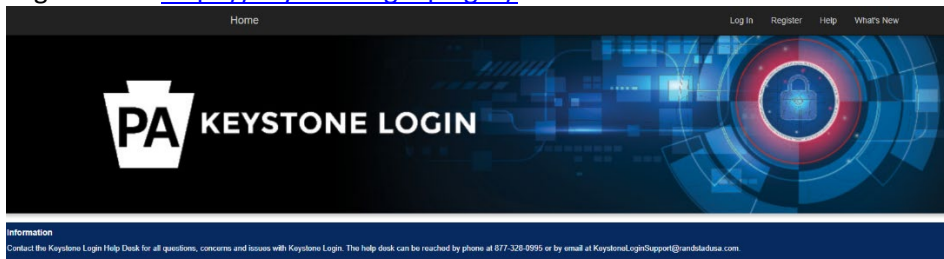 Home Log In Register Help What's New
PA KEYSTONE LOGIN
Information
Contact the Keystone Login Help Desk for all questions, concerns and issues with Keystone Login. The help desk can be reached by phone at 877-328-0995 or by email at KeystoneLoginSupport@randstadusa.com.